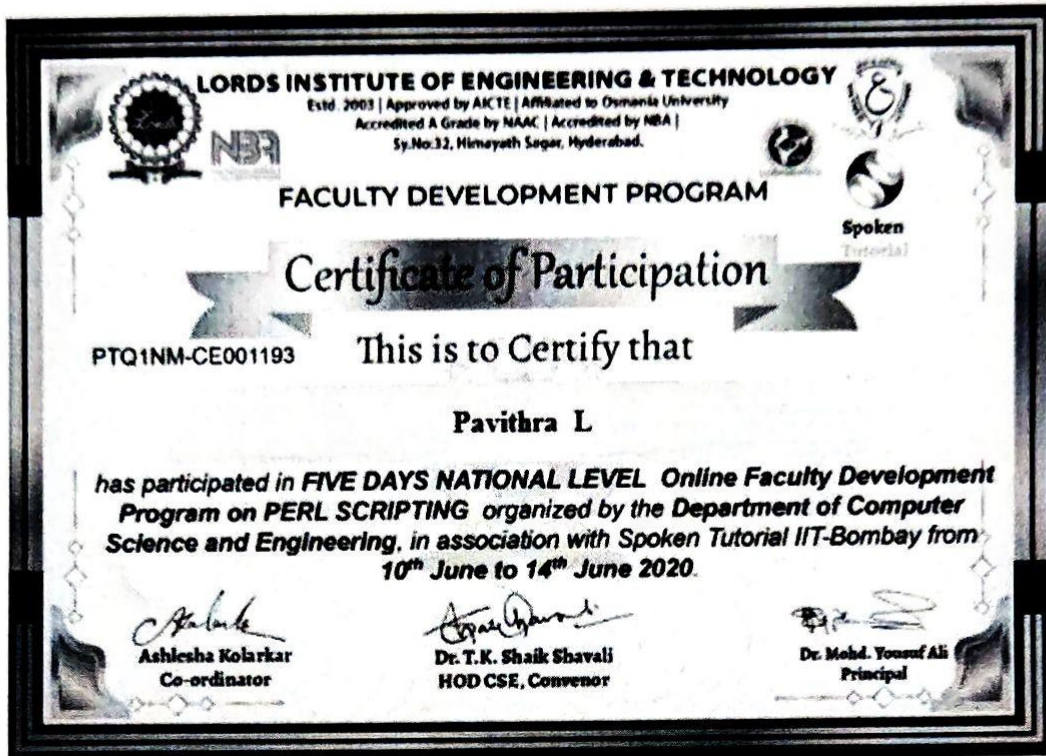 LORDS INSTITUTE OF ENGINEERING & TECHNOLOGY
Estd. 2003 | Approved by AICTE | Affiliated to Osmania University
Accredited A Grade by NAAC | Accredited by NBA |
Sy.No:32, Himayath Sagar, Hyderabad.
NBA
FACULTY DEVELOPMENT PROGRAM
Spoken
Tutorial
Certificate of Participation
PTQ1NM-CE001193
This is to Certify that
Pavithra L
has participated in FIVE DAYS NATIONAL LEVEL Online Faculty Development
Program on PERL SCRIPTING organized by the Department of Computer
Science and Engineering, in association with Spoken Tutorial IIT-Bombay from
10th June to 14th June 2020.
Ashlesha Kolarkar
Co-ordinator
Dr. T.K. Shaik Shavali
HOD CSE, Convenor
Dr. Mohd. Yousuf Ali
Principal